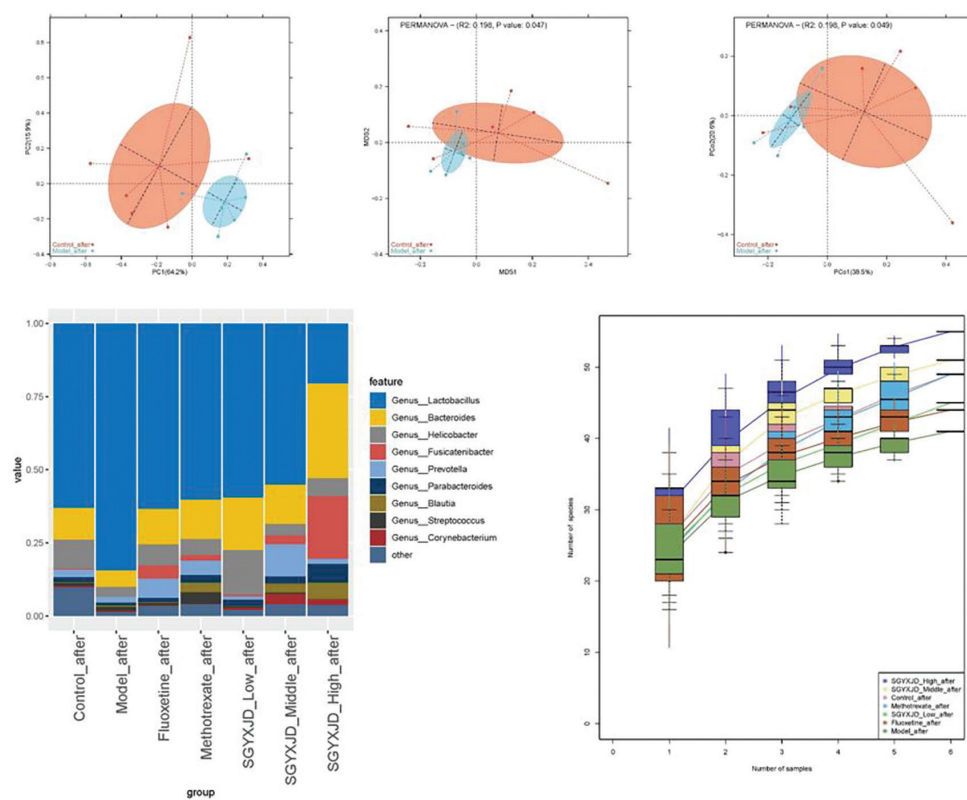 PERMANOVA – (R2: 0.198, P value: 0.047)
PERMANOVA – (R2: 0.198, P value: 0.049)
PC2(15.9%)
MDS2
PCo2(20.6%)
Control_after
Model_after
Control_after
Model_after
Control_after
Model_after
PC1(64.2%)
MDS1
PCo1(38.5%)
1.00
0.75
0.50
0.25
0.00
value
Control_after
Model_after
Fluoxetine_after
Methotrexate_after
SGYXJD_Low_after
SGYXJD_Middle_after
SGYXJD_High_after
group
feature
Genus__Lactobacillus
Genus__Bacteroides
Genus__Helicobacter
Genus__Fusicatenibacter
Genus__Prevotella
Genus__Parabacteroides
Genus__Blautia
Genus__Streptococcus
Genus__Corynebacterium
other
Number of species
50
40
30
20
10
0
0 1 2 3 4 5 6
Number of samples
SGYXJD_High_after
SGYXJD_Middle_after
Control_after
Methotrexate_after
SGYXJD_Low_after
Fluoxetine_after
Model_after